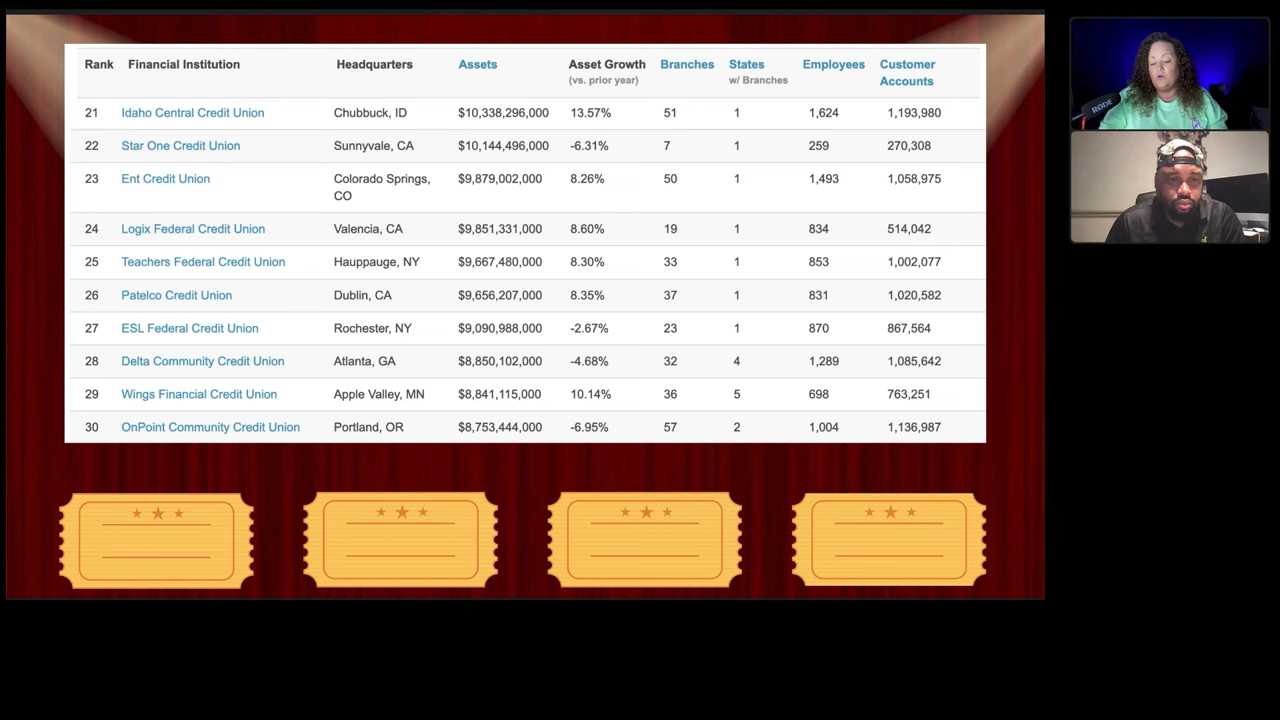 Rank Financial Institution Headquarters Assets Asset Growth Branches States Employees Customer
(vs. prior year) w/ Branches Accounts
21 Idaho Central Credit Union Chubbuck, ID $10,338,296,000 13.57% 51 1 1,624 1,193,980
22 Star One Credit Union Sunnyvale, CA $10,144,496,000 -6.31% 7 1 259 270,308
23 Ent Credit Union Colorado Springs, $9,879,002,000 8.26% 50 1 1,493 1,058,975
CO
24 Logix Federal Credit Union Valencia, CA $9,851,331,000 8.60% 19 1 834 514,042
25 Teachers Federal Credit Union Hauppauge, NY $9,667,480,000 8.30% 33 1 853 1,002,077
26 Patelco Credit Union Dublin, CA $9,656,207,000 8.35% 37 1 831 1,020,582
27 ESL Federal Credit Union Rochester, NY $9,090,988,000 -2.67% 23 1 870 867,564
28 Delta Community Credit Union Atlanta, GA $8,850,102,000 -4.68% 32 4 1,289 1,085,642
29 Wings Financial Credit Union Apple Valley, MN $8,841,115,000 10.14% 36 5 698 763,251
30 OnPoint Community Credit Union Portland, OR $8,753,444,000 -6.95% 57 2 1,004 1,136,987
RODE